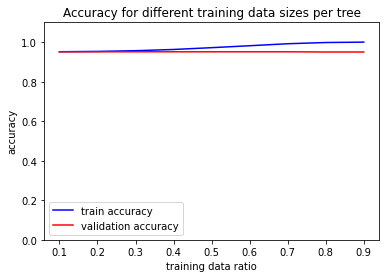 Accuracy for different training data sizes per tree
accuracy
1.0
0.8
0.6
0.4
0.2
0.0
train accuracy
validation accuracy
0.1 0.2 0.3 0.4 0.5 0.6 0.7 0.8 0.9
training data ratio